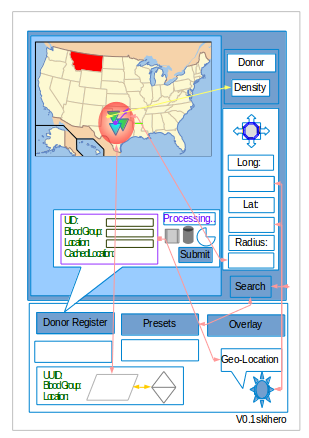 Donor
Density
Long:
Lat:
Radius:
UID:
Blood Group:
Location:
Cached Location:
Processing..
Submit
Search
Donor Register
Presets
Overlay
Geo-Location
UUID:
Blood Group:
Location:
V0.1skihero